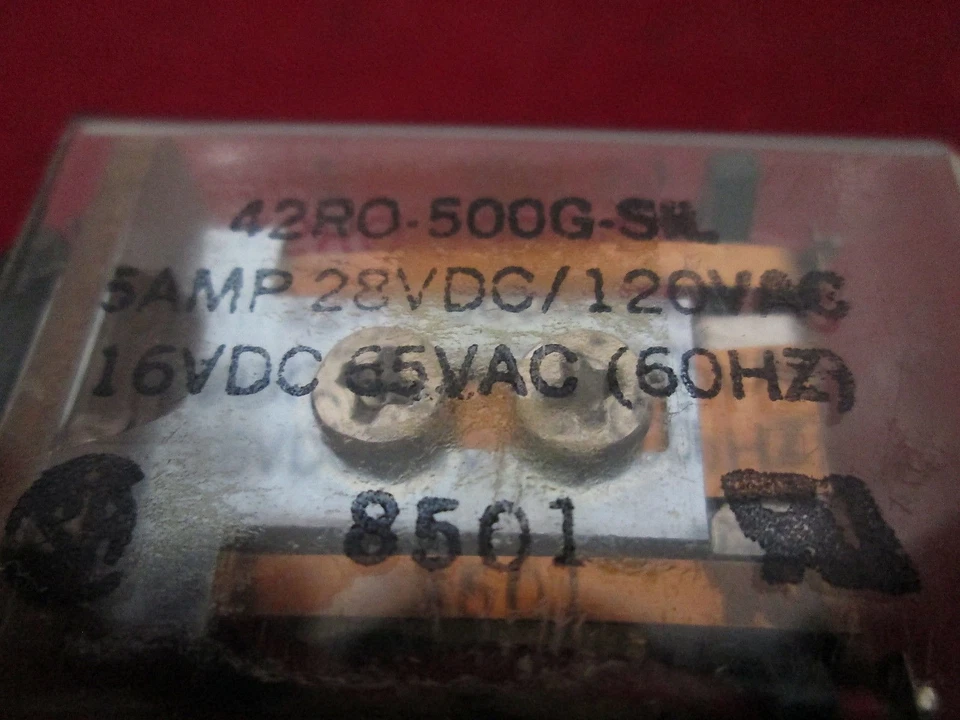 42RO-500G-SIL
5AMP 28VDC/120VAC
16VDC 65VAC (60HZ)
8501